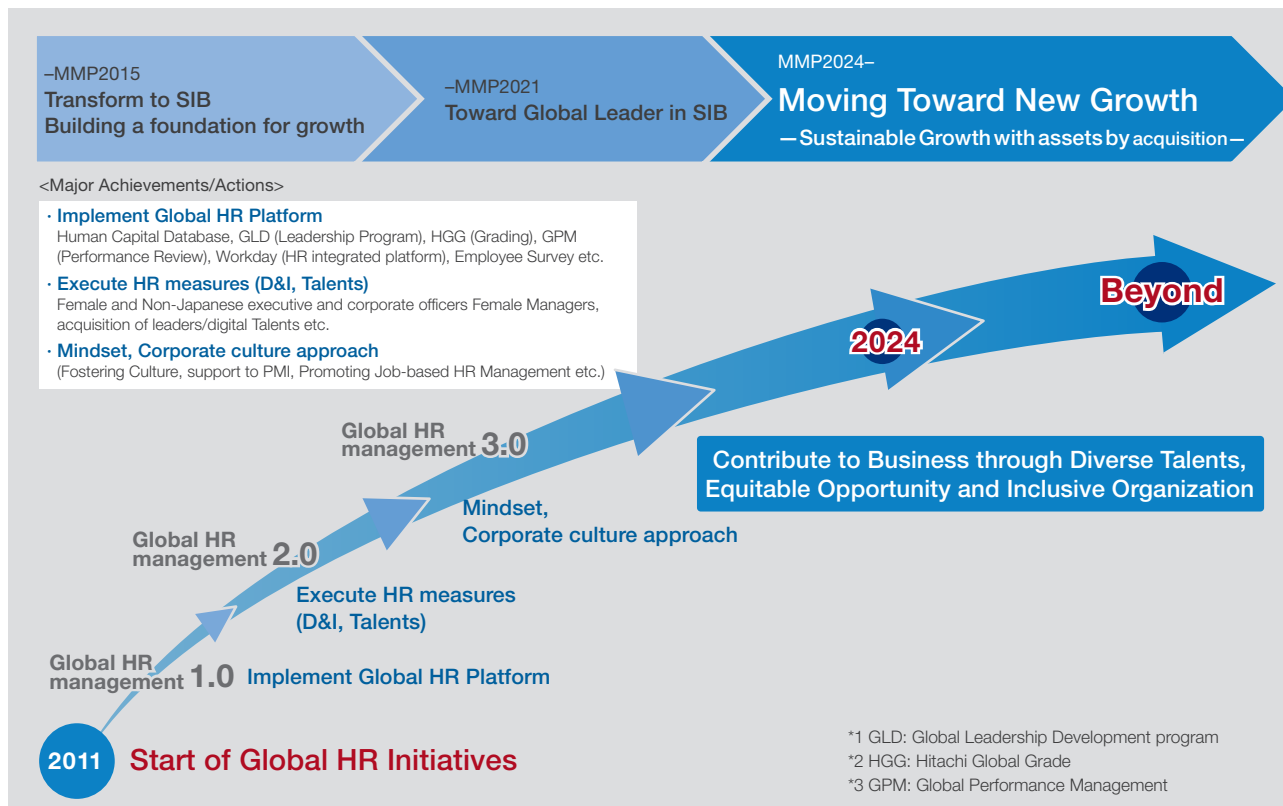 –MMP2015
Transform to SIB
Building a foundation for growth
–MMP2021
Toward Global Leader in SIB
MMP2024–
Moving Toward New Growth
— Sustainable Growth with assets by acquisition —
<Major Achievements/Actions>
· Implement Global HR Platform
Human Capital Database, GLD (Leadership Program), HGG (Grading), GPM
(Performance Review), Workday (HR integrated platform), Employee Survey etc.
· Execute HR measures (D&I, Talents)
Female and Non-Japanese executive and corporate officers Female Managers,
acquisition of leaders/digital Talents etc.
· Mindset, Corporate culture approach
(Fostering Culture, support to PMI, Promoting Job-based HR Management etc.)
Beyond
2024
Global HR
management 3.0
Contribute to Business through Diverse Talents,
Equitable Opportunity and Inclusive Organization
Mindset,
Corporate culture approach
Global HR
management 2.0
Execute HR measures
(D&I, Talents)
Global HR
management 1.0
Implement Global HR Platform
2011
Start of Global HR Initiatives
*1 GLD: Global Leadership Development program
*2 HGG: Hitachi Global Grade
*3 GPM: Global Performance Management